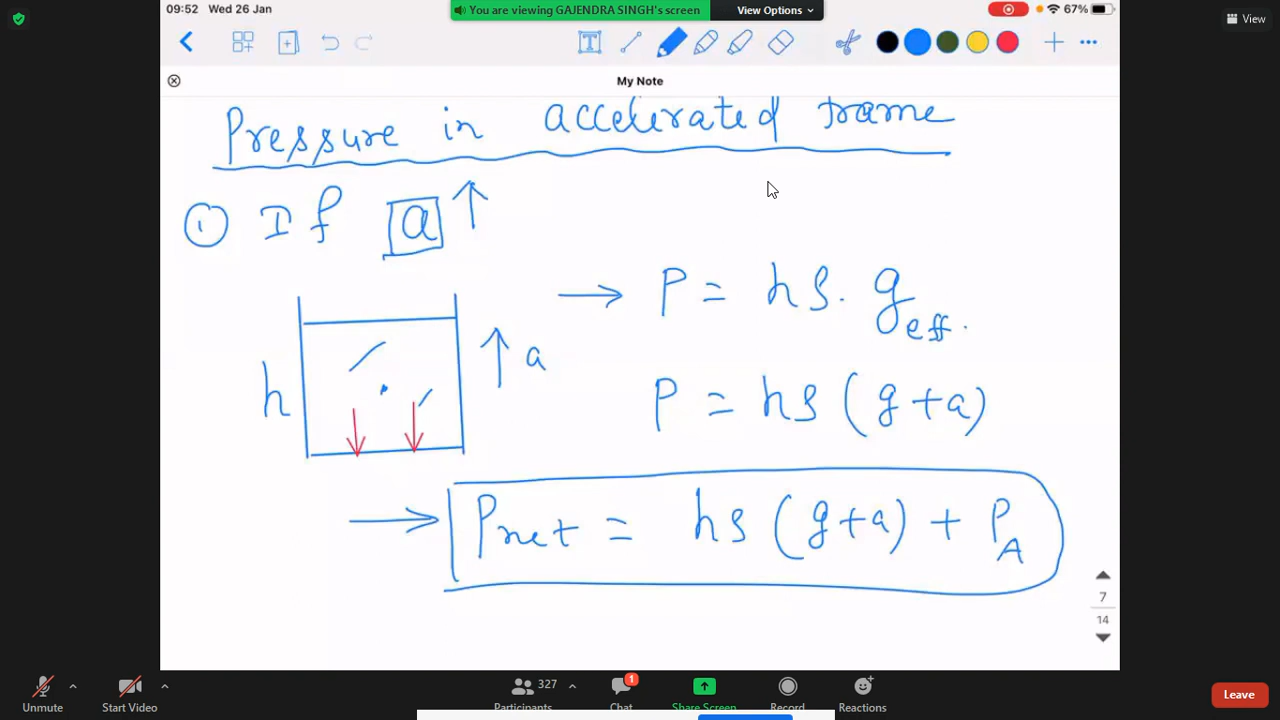 09:52 Wed 26 Jan
You are viewing GAJENDRA SINGH's screen
View Options
67%
View
My Note
Pressure in accelerated frame
① If a ↑
→ P = hρ. g eff.
h
↑ a
P = hρ (g+a)
→ Pnet = hρ (g+a) + PA
7
14
Unmute
Start Video
327
Participants
1
Chat
Share Screen
Record
Reactions
Leave